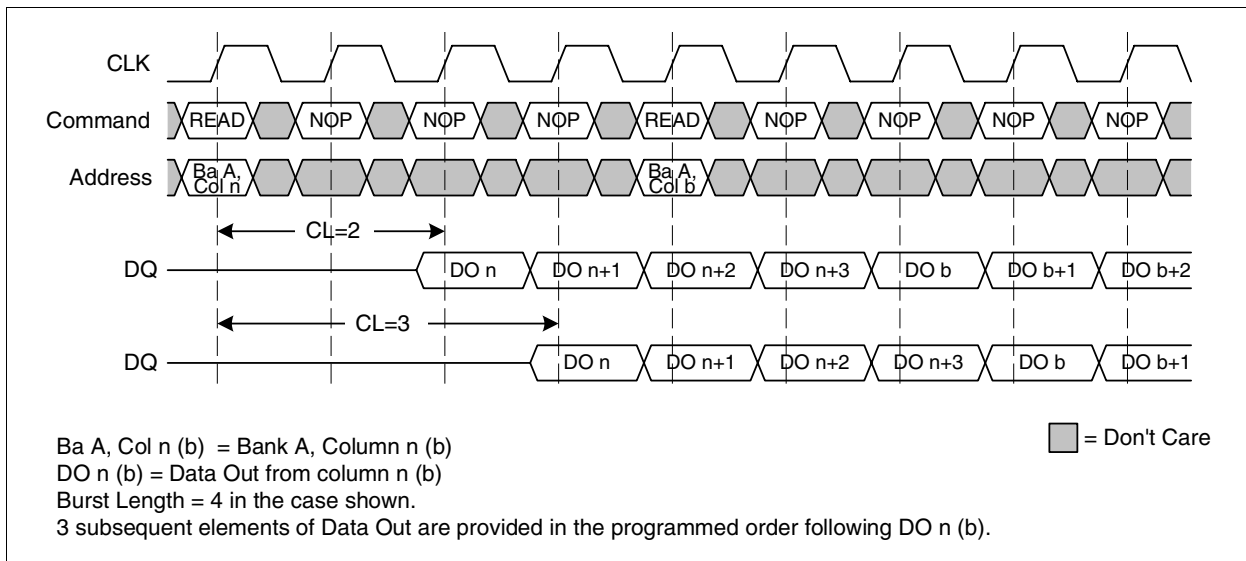 CLK
Command READ NOP NOP NOP READ NOP NOP NOP NOP
Address Ba A, Col n Ba A, Col b
CL=2
DQ DO n DO n+1 DO n+2 DO n+3 DO b DO b+1 DO b+2
CL=3
DQ DO n DO n+1 DO n+2 DO n+3 DO b DO b+1
Ba A, Col n (b) = Bank A, Column n (b)
= Don't Care
DO n (b) = Data Out from column n (b)
Burst Length = 4 in the case shown.
3 subsequent elements of Data Out are provided in the programmed order following DO n (b).